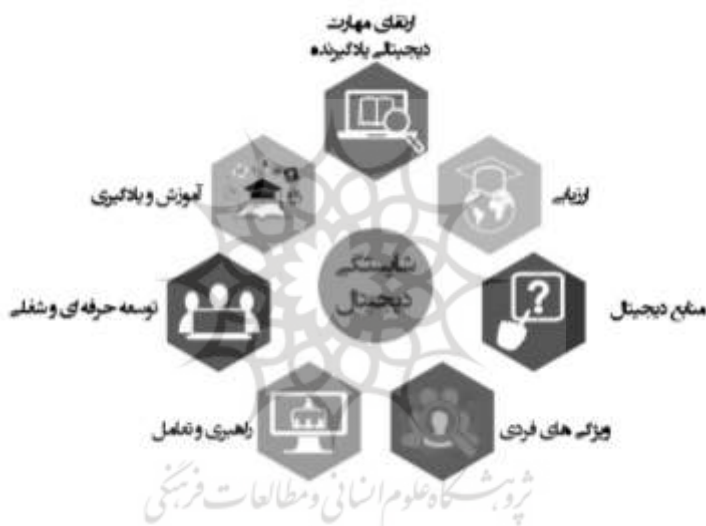 ارتقای مهارت
دیجیتالی یادگیرنده
آموزش و یادگیری
ارزیابی
شایستگی
دیجیتال
توسعه حرفه ای و شغلی
منابع دیجیتال
راهبری و تعامل
ویژگی های فردی
پژوهشگاه علوم انسانی و مطالعات فرهنگی